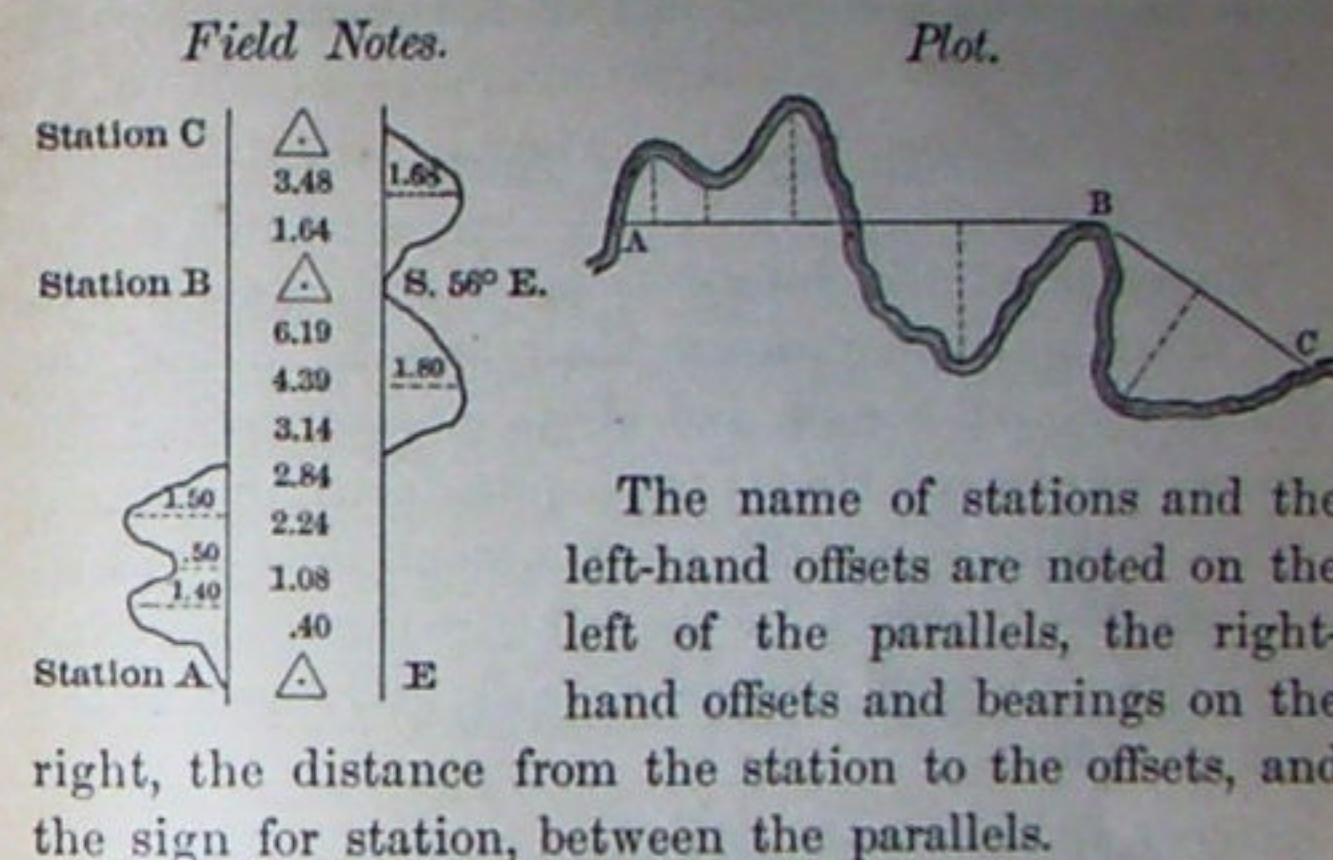 Field Notes.
Plot.
Station C
3.48
1.68
1.64
Station B
S. 56° E.
6.19
4.39
1.80
3.14
2.84
1.50
2.24
.50
1.08
1.40
.40
Station A
E
A
B
C
The name of stations and the
left-hand offsets are noted on the
left of the parallels, the right-
hand offsets and bearings on the
right, the distance from the station to the offsets, and
the sign for station, between the parallels.